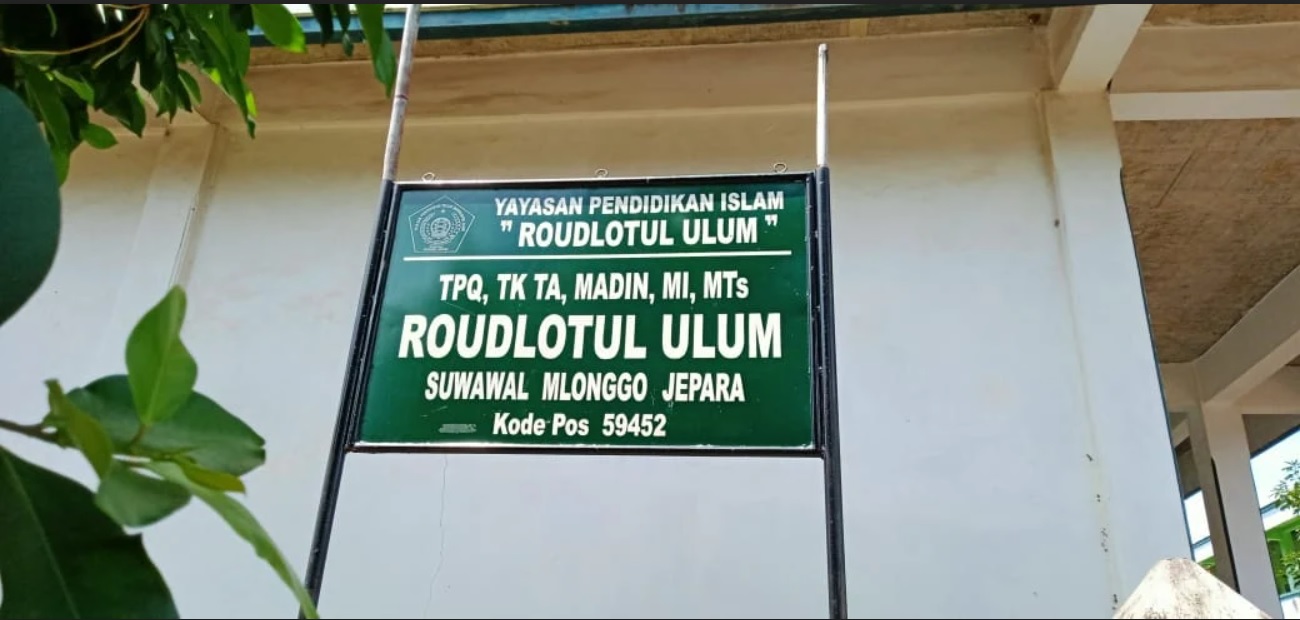 YAYASAN PENDIDIKAN ISLAM
" ROUDLOTUL ULUM "
TPQ, TK TA, MADIN, MI, MTs
ROUDLOTUL ULUM
SUWAWAL MLONGGO JEPARA
Kode Pos 59452